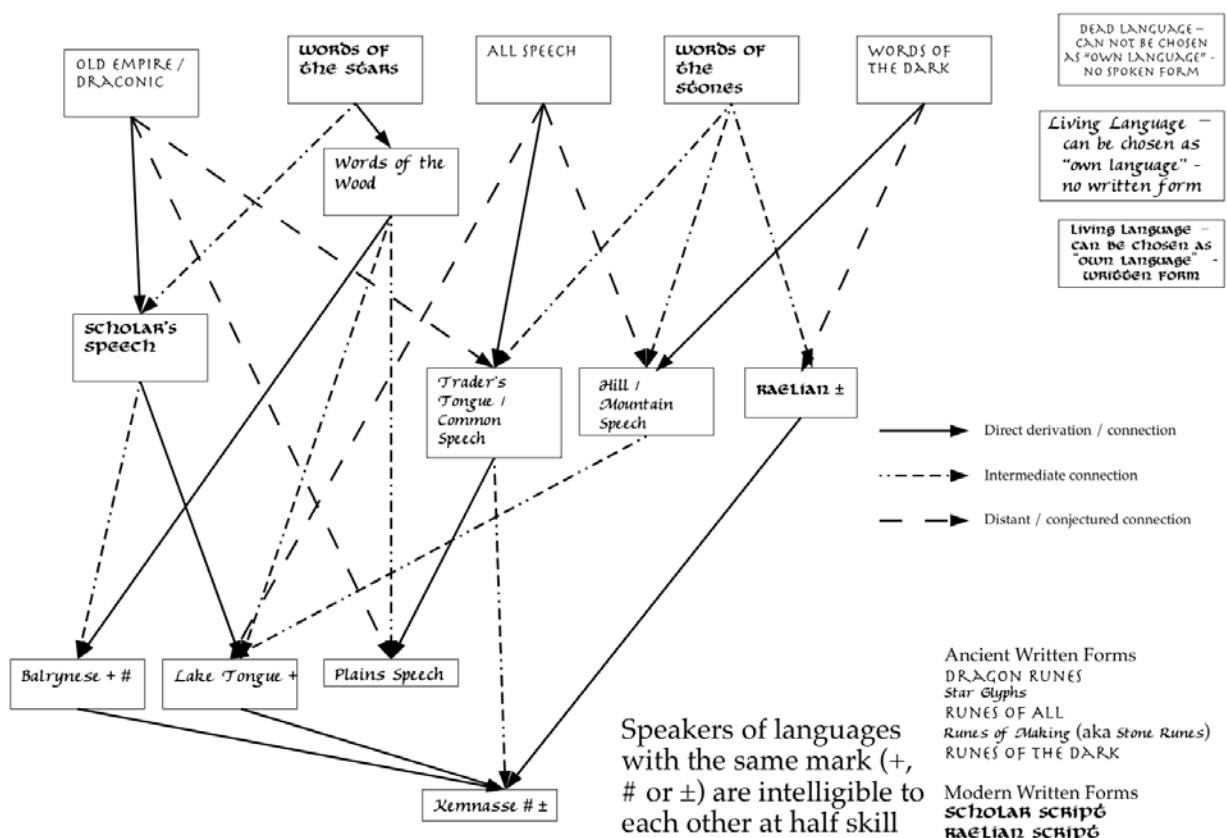 OLD EMPIRE /
DRACONIC
WORDS OF
THE STARS
ALL SPEECH
WORDS OF
THE
STONES
WORDS OF
THE DARK
DEAD LANGUAGE –
CAN NOT BE CHOSEN
AS "OWN LANGUAGE" -
NO SPOKEN FORM
Living Language –
can be chosen as
"own language" -
no written form
Living Language –
can be chosen as
"own language" -
written form
Words of the
Wood
Scholar's
Speech
Trader's
Tongue /
Common
Speech
Hill /
Mountain
Speech
Raelian ±
Direct derivation / connection
Intermediate connection
Distant / conjectured connection
Balrynese + #
Lake Tongue +
Plains Speech
Kemnasse # ±
Speakers of languages
with the same mark (+,
# or ±) are intelligible to
each other at half skill
Ancient Written Forms
DRAGON RUNES
Star Glyphs
RUNES OF ALL
Runes of Making (aka Stone Runes)
RUNES OF THE DARK
Modern Written Forms
Scholar Script
Raelian Script